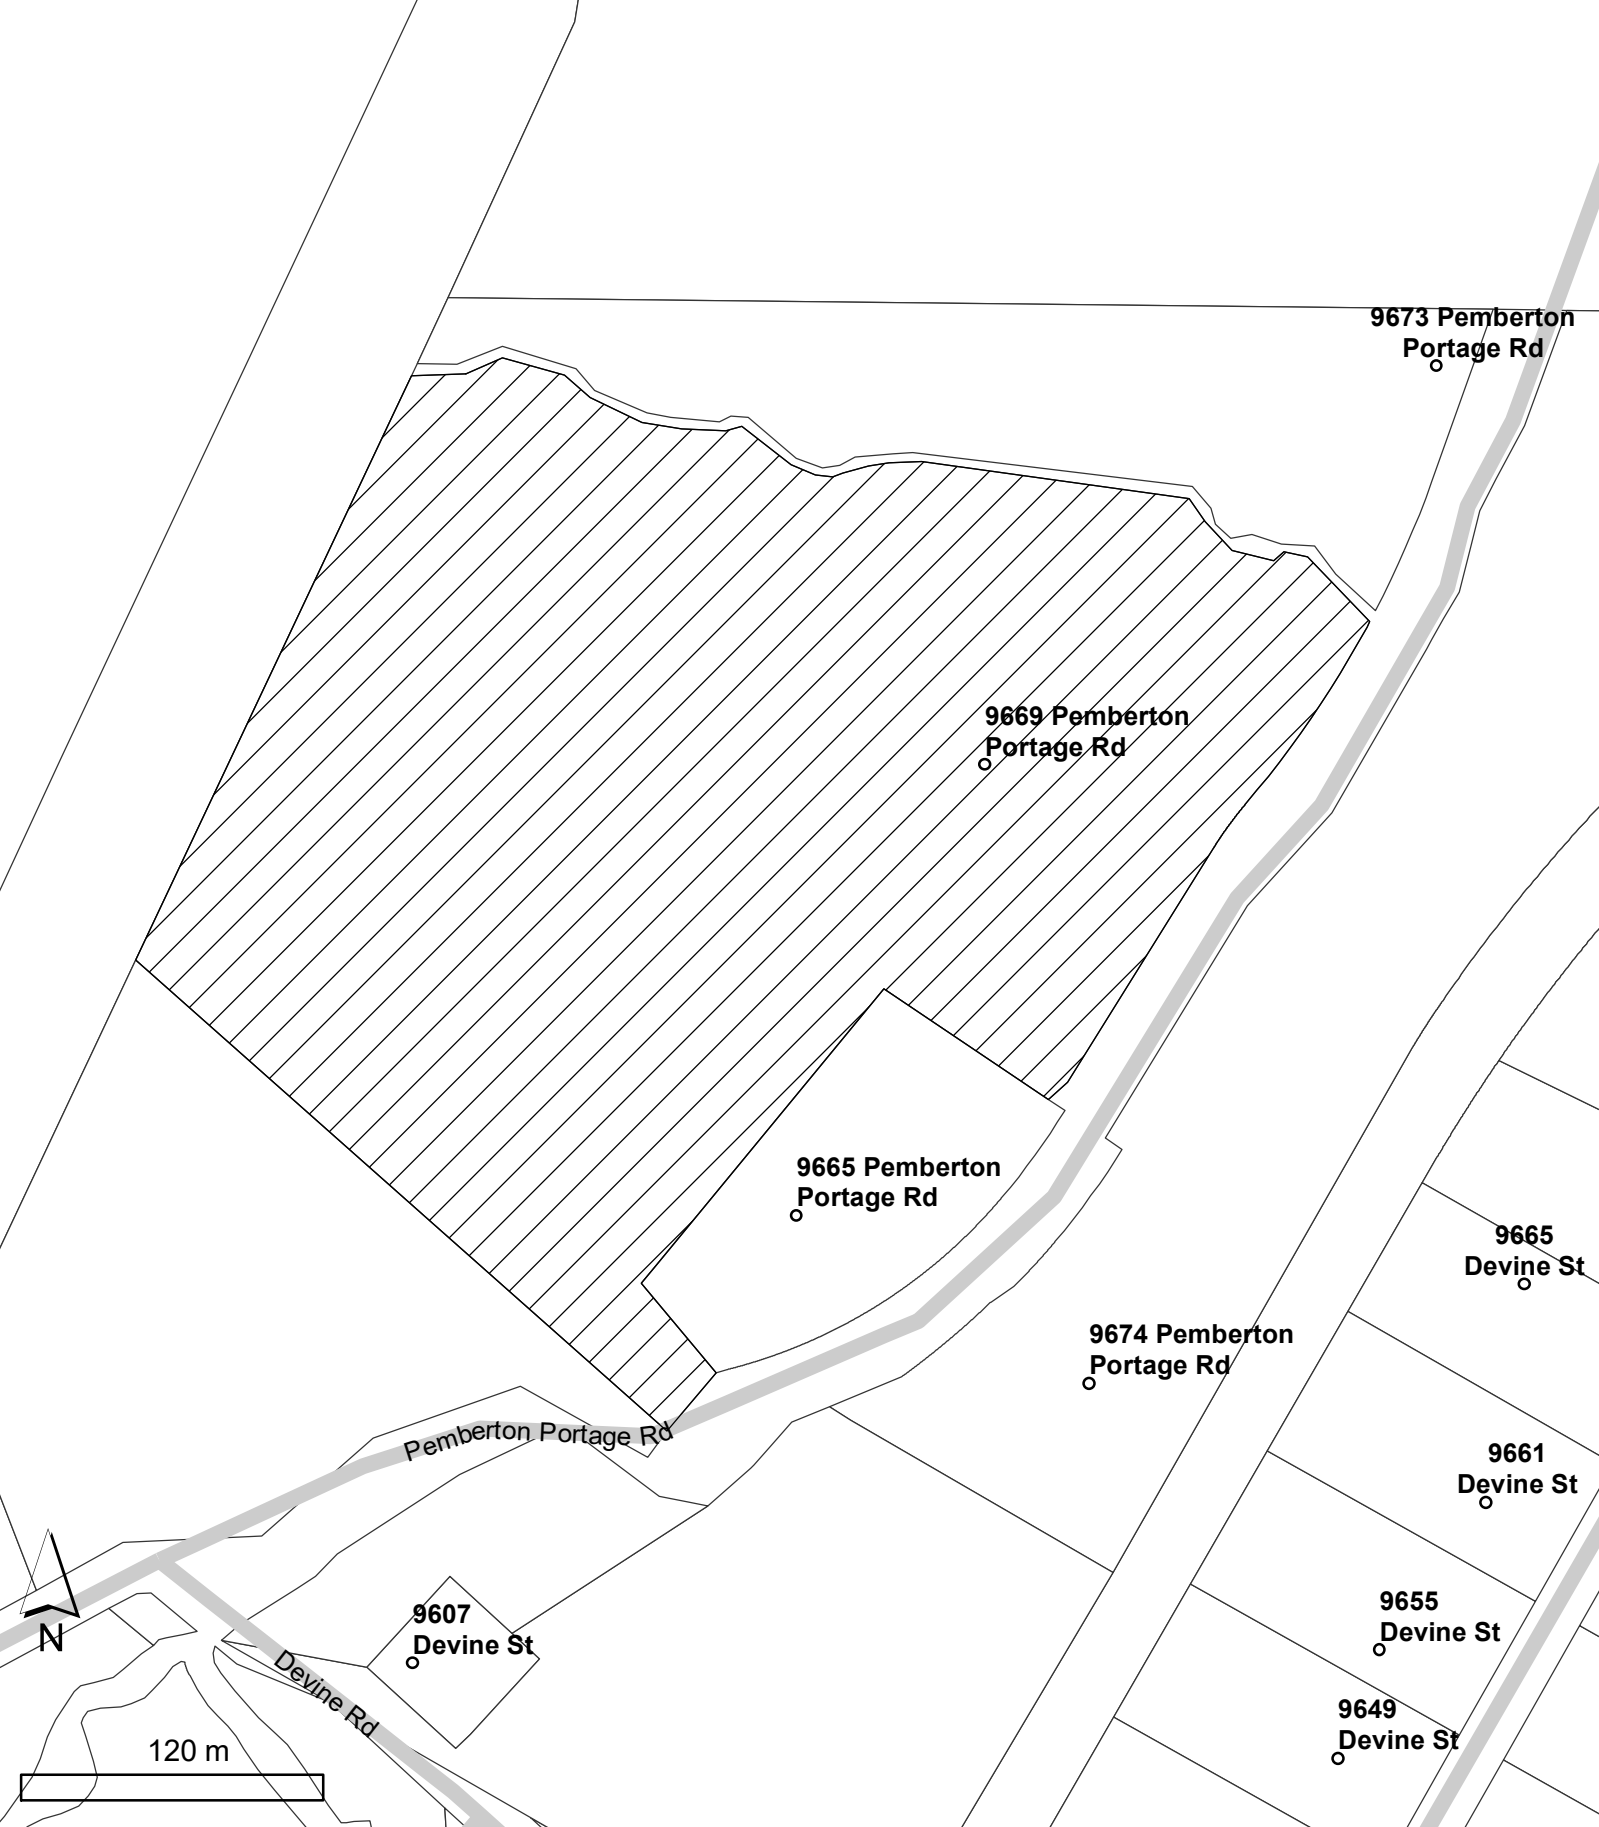 9673 Pemberton
Portage Rd
9669 Pemberton
Portage Rd
9665 Pemberton
Portage Rd
9665
Devine St
9674 Pemberton
Portage Rd
Pemberton Portage Rd
9661
Devine St
9655
Devine St
9607
Devine St
N
Devine Rd
9649
Devine St
120 m